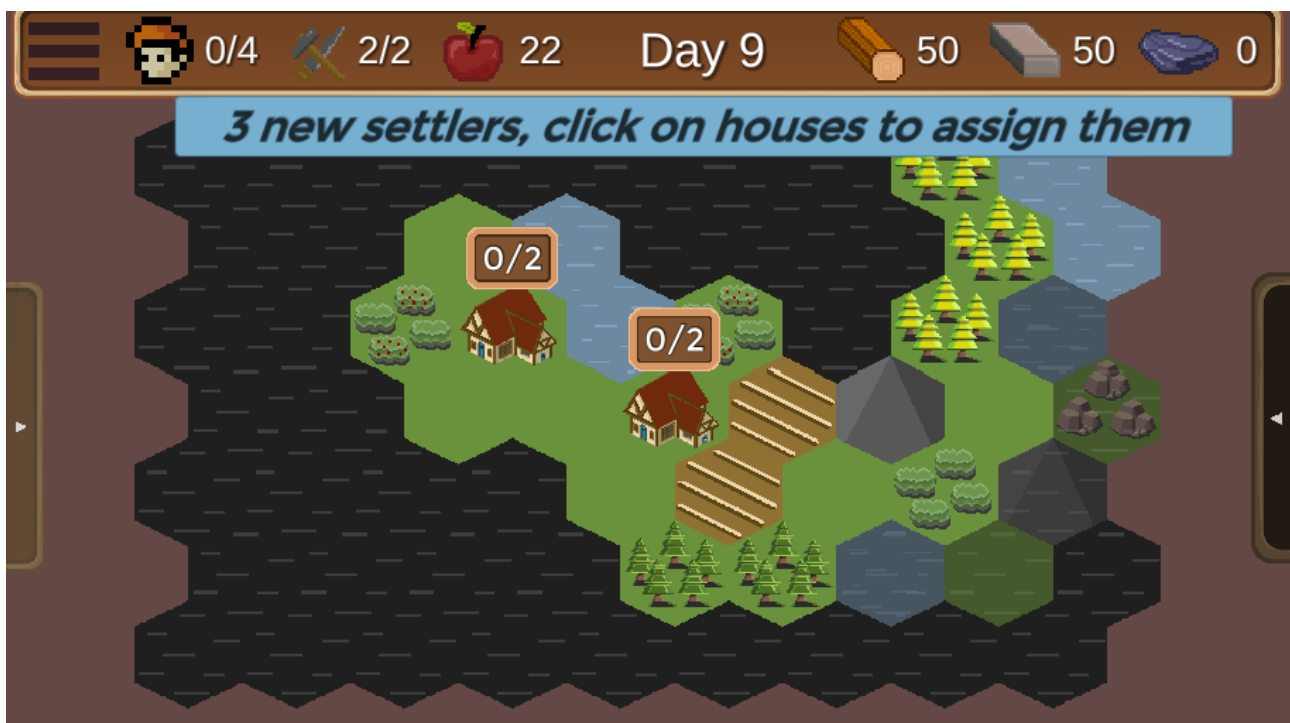 0/4 2/2 22 Day 9 50 50 0
3 new settlers, click on houses to assign them
0/2
0/2